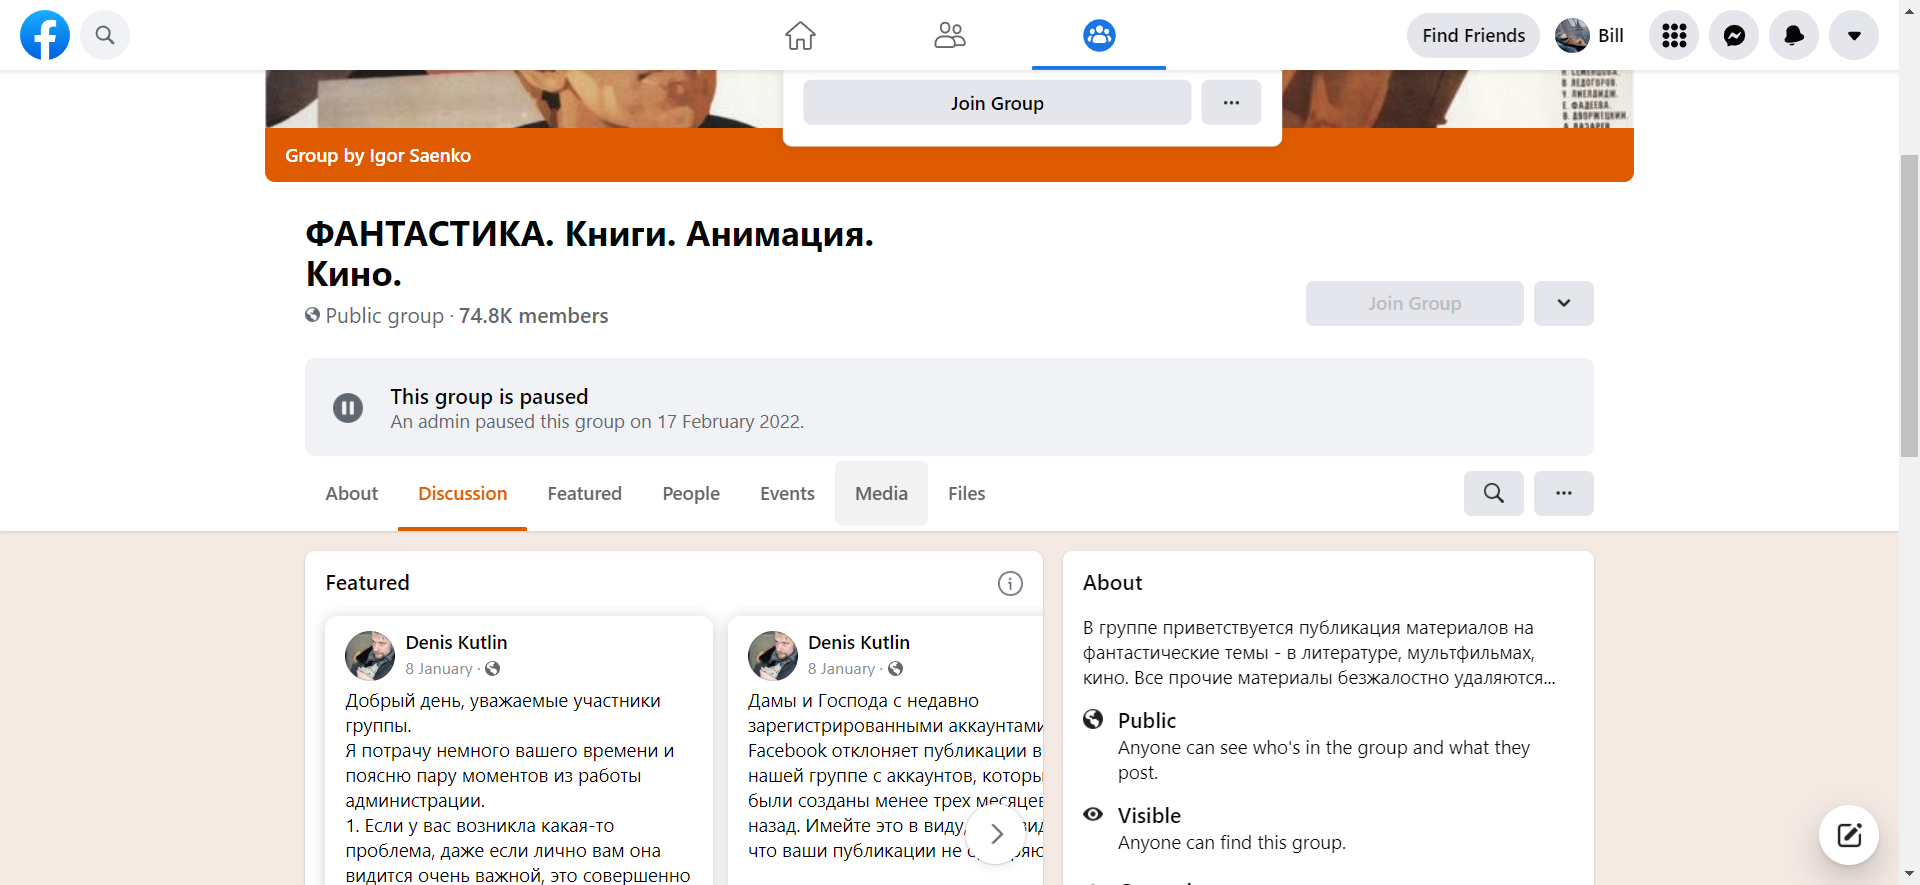 Find Friends
Bill
Join Group
Group by Igor Saenko
В. ЛЕДОГОРОВ.
Е. ФАДЕЕВА.
В. ДВОРЖЕЦКИЙ.
ФАНТАСТИКА. Книги. Анимация.
Кино.
Public group · 74.8K members
Join Group
This group is paused
An admin paused this group on 17 February 2022.
About
Discussion
Featured
People
Events
Media
Files
Featured
Denis Kutlin
8 January ·
Добрый день, уважаемые участники
группы.
Я потрачу немного вашего времени и
поясню пару моментов из работы
администрации.
1. Если у вас возникла какая-то
проблема, даже если лично вам она
видится очень важной, это совершенно
Denis Kutlin
8 January ·
Дамы и Господа с недавно
зарегистрированными аккаунтами
Facebook отклоняет публикации в
нашей группе с аккаунтов, которы
были созданы менее трех месяцев
назад. Имейте это в виду,
что ваши публикации не
About
В группе приветствуется публикация материалов на
фантастические темы - в литературе, мультфильмах,
кино. Все прочие материалы безжалостно удаляются...
Public
Anyone can see who's in the group and what they
post.
Visible
Anyone can find this group.